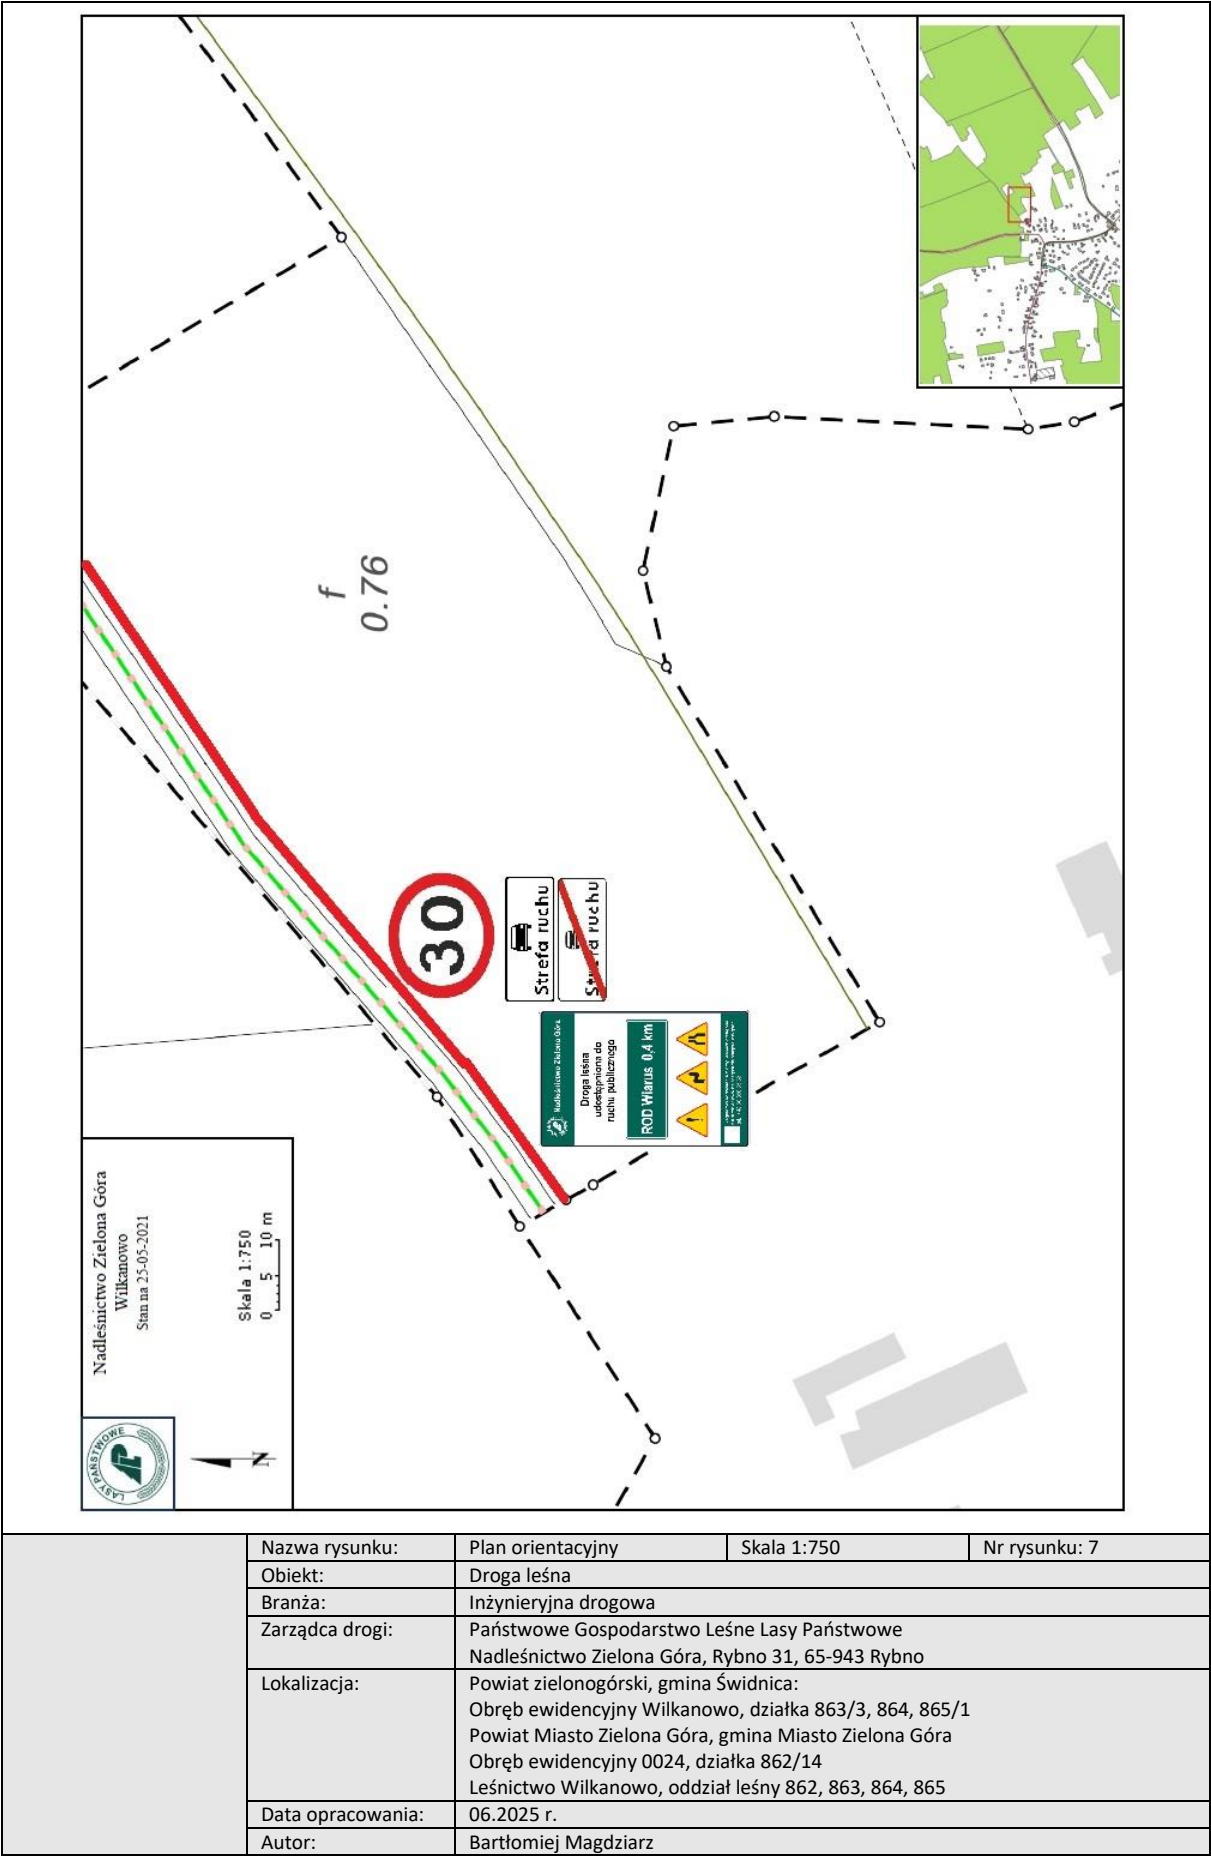 f
0.76
30
Strefa ruchu
Strefa ruchu
Nadleśnictwo Zielona Góra
Droga leśna
udostępniona do
ruchu publicznego
ROD Wiarus 0,4 km
Nadleśnictwo Zielona Góra
Wilkanowo
Stan na 25-05-2021
Skala 1:750
0 5 10 m
LASY PAŃSTWOWE
N
Nazwa rysunku: Plan orientacyjny Skala 1:750 Nr rysunku: 7
Obiekt: Droga leśna
Branża: Inżynieryjna drogowa
Zarządca drogi: Państwowe Gospodarstwo Leśne Lasy Państwowe
Nadleśnictwo Zielona Góra, Rybno 31, 65-943 Rybno
Lokalizacja: Powiat zielonogórski, gmina Świdnica:
Obręb ewidencyjny Wilkanowo, działka 863/3, 864, 865/1
Powiat Miasto Zielona Góra, gmina Miasto Zielona Góra
Obręb ewidencyjny 0024, działka 862/14
Leśnictwo Wilkanowo, oddział leśny 862, 863, 864, 865
Data opracowania: 06.2025 r.
Autor: Bartłomiej Magdziarz